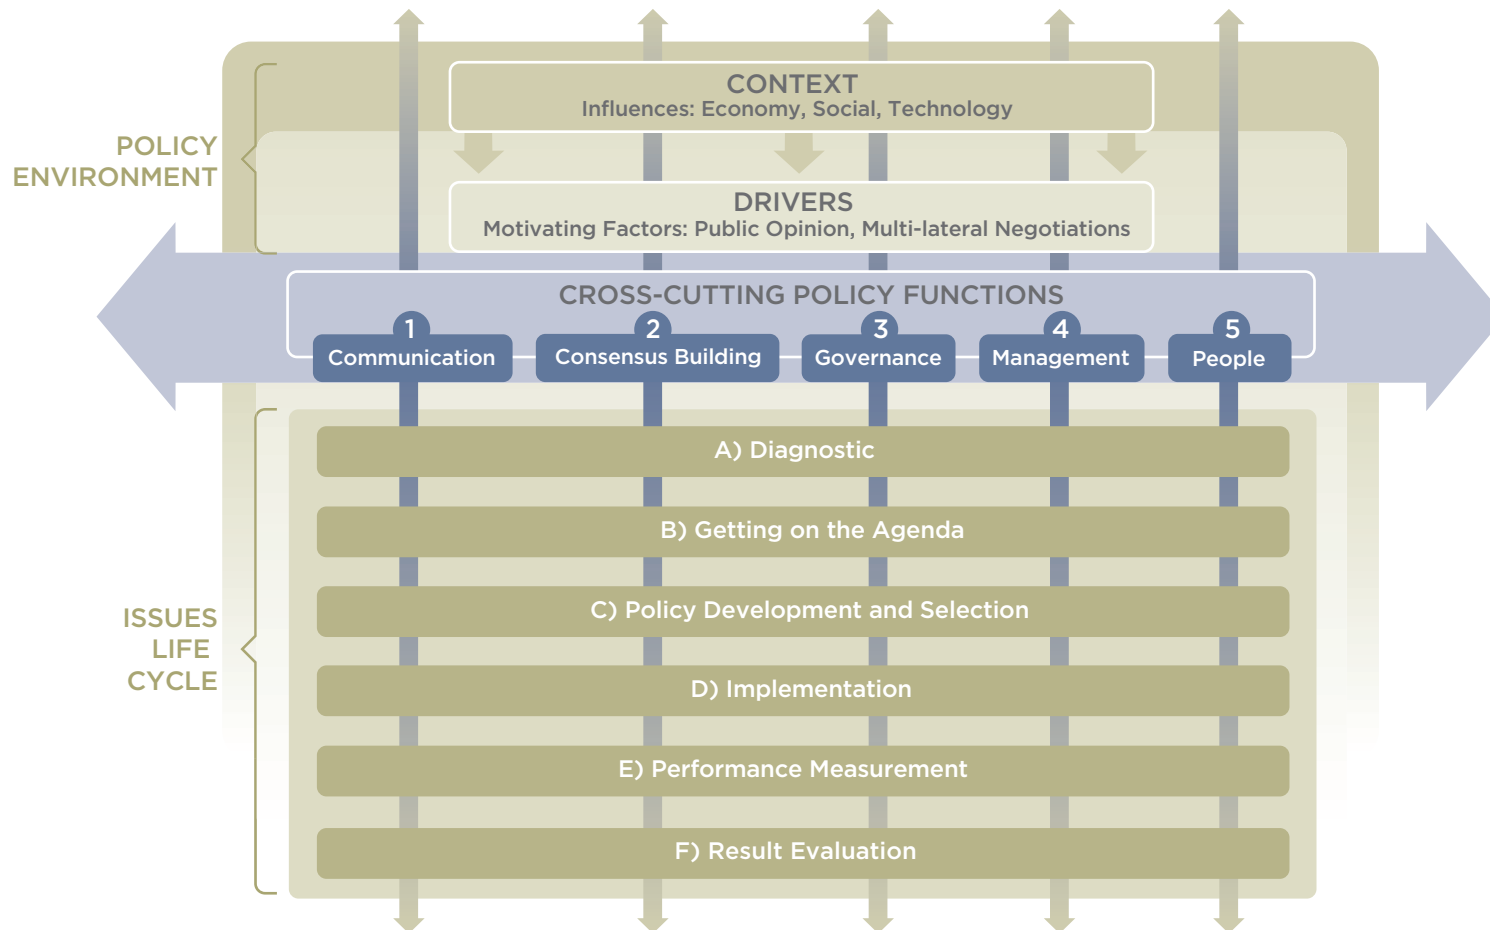 POLICY
ENVIRONMENT
CONTEXT
Influences: Economy, Social, Technology
DRIVERS
Motivating Factors: Public Opinion, Multi-lateral Negotiations
CROSS-CUTTING POLICY FUNCTIONS
1
Communication
2
Consensus Building
3
Governance
4
Management
5
People
ISSUES
LIFE
CYCLE
A) Diagnostic
B) Getting on the Agenda
C) Policy Development and Selection
D) Implementation
E) Performance Measurement
F) Result Evaluation